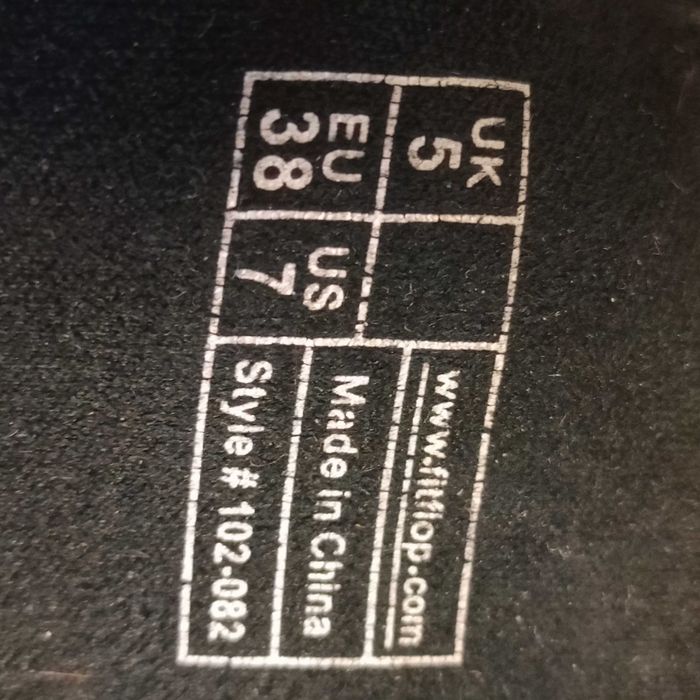 UK
5
EU
38
US
7
www.fitflop.com
Made in China
Style # 102-082